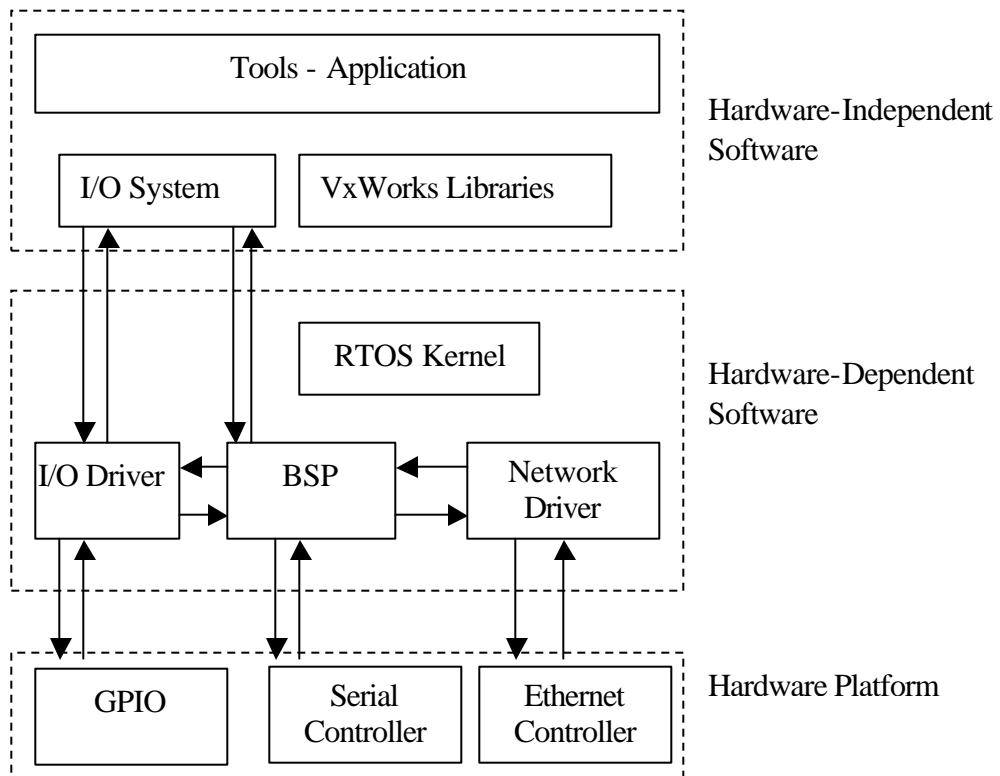 Tools - Application
Hardware-Independent
Software
I/O System
VxWorks Libraries
RTOS Kernel
Hardware-Dependent
Software
I/O Driver
BSP
Network
Driver
GPIO
Serial
Controller
Ethernet
Controller
Hardware Platform